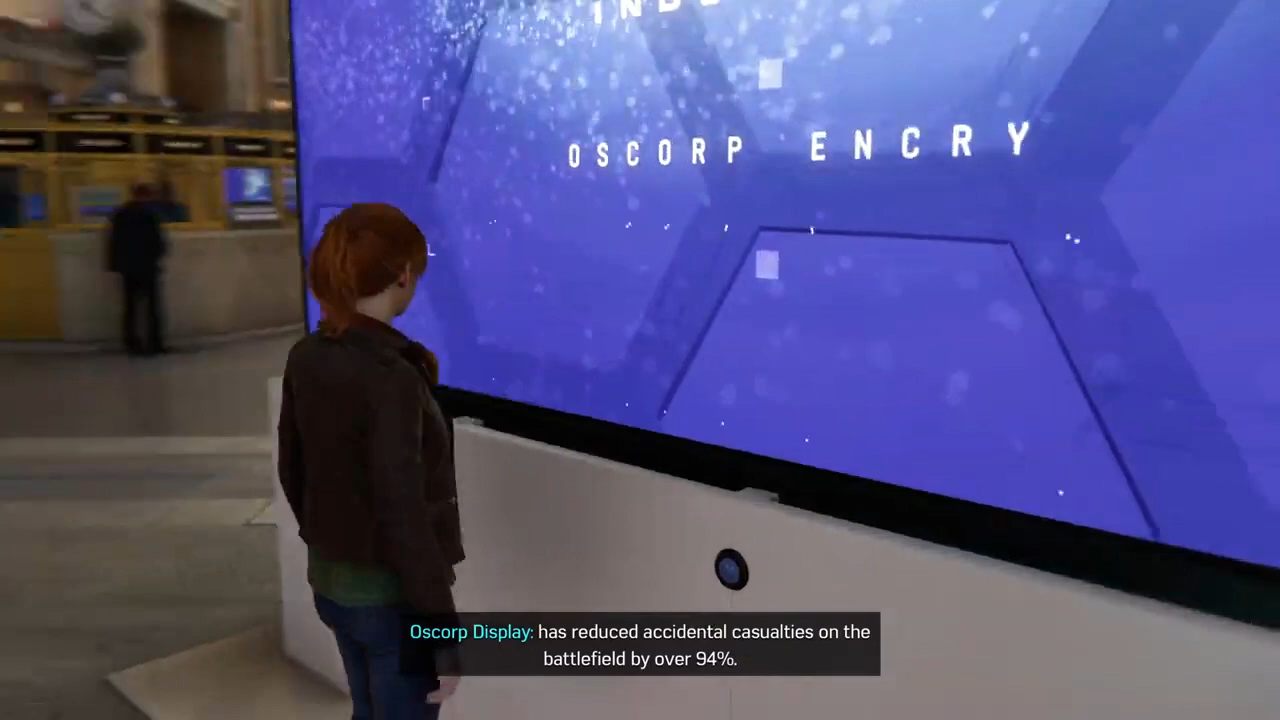 OSCORP ENCRY
Oscorp Display: has reduced accidental casualties on the
battlefield by over 94%.